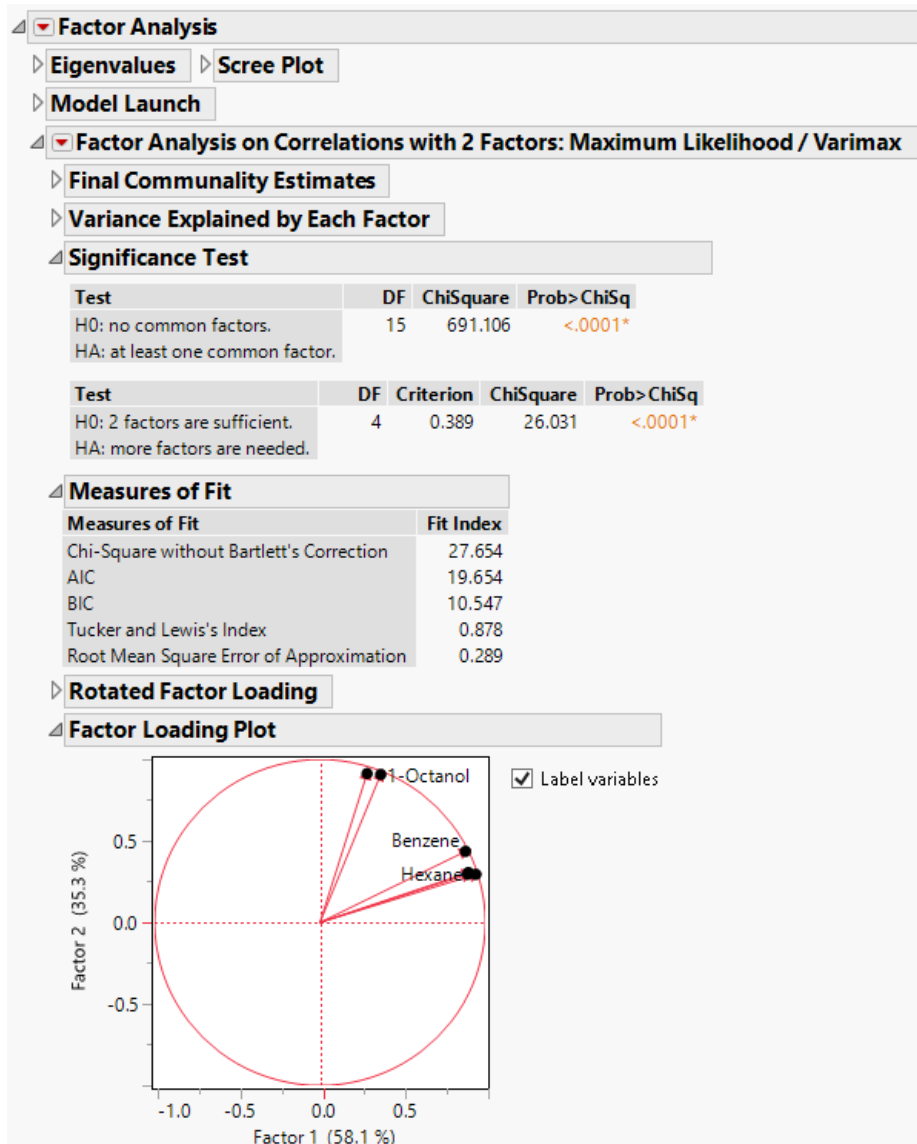 Factor Analysis
Eigenvalues Scree Plot
Model Launch
Factor Analysis on Correlations with 2 Factors: Maximum Likelihood / Varimax
Final Communality Estimates
Variance Explained by Each Factor
Significance Test
Test DF ChiSquare Prob>ChiSq
H0: no common factors. 15 691.106 <.0001*
HA: at least one common factor.
Test DF Criterion ChiSquare Prob>ChiSq
H0: 2 factors are sufficient. 4 0.389 26.031 <.0001*
HA: more factors are needed.
Measures of Fit
Measures of Fit Fit Index
Chi-Square without Bartlett's Correction 27.654
AIC 19.654
BIC 10.547
Tucker and Lewis's Index 0.878
Root Mean Square Error of Approximation 0.289
Rotated Factor Loading
Factor Loading Plot
1-Octanol
Label variables
Benzene
0.5
Hexane
0.0
-0.5
Factor 2 (35.3 %)
-1.0 -0.5 0.0 0.5
Factor 1 (58.1 %)